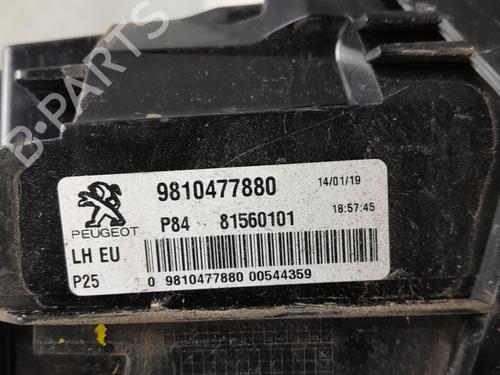 B-PARTS
9810477880
14/01/19
PEUGEOT
P84 81560101
18:57:45
LH EU
P25
0 9810477880 00544359